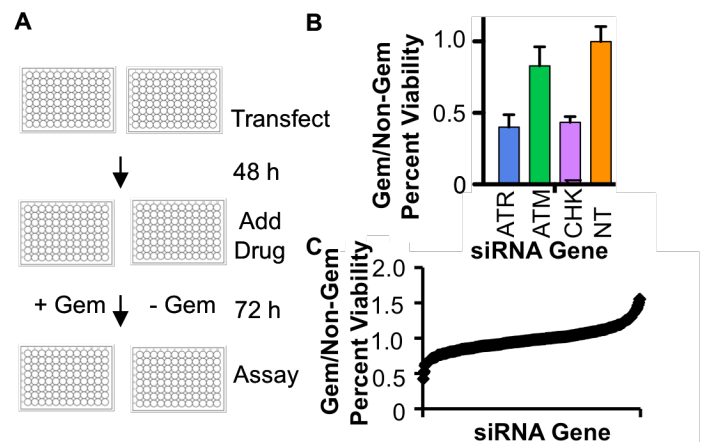 A
Transfect
48 h
Add
Drug
+ Gem
- Gem
72 h
Assay
B
Gem/Non-Gem
Percent Viability
1.0
0.5
0
ATR
ATM
CHK
NT
siRNA Gene
C
Gem/Non-Gem
Percent Viability
2.0
1.5
1.0
0.5
0
siRNA Gene